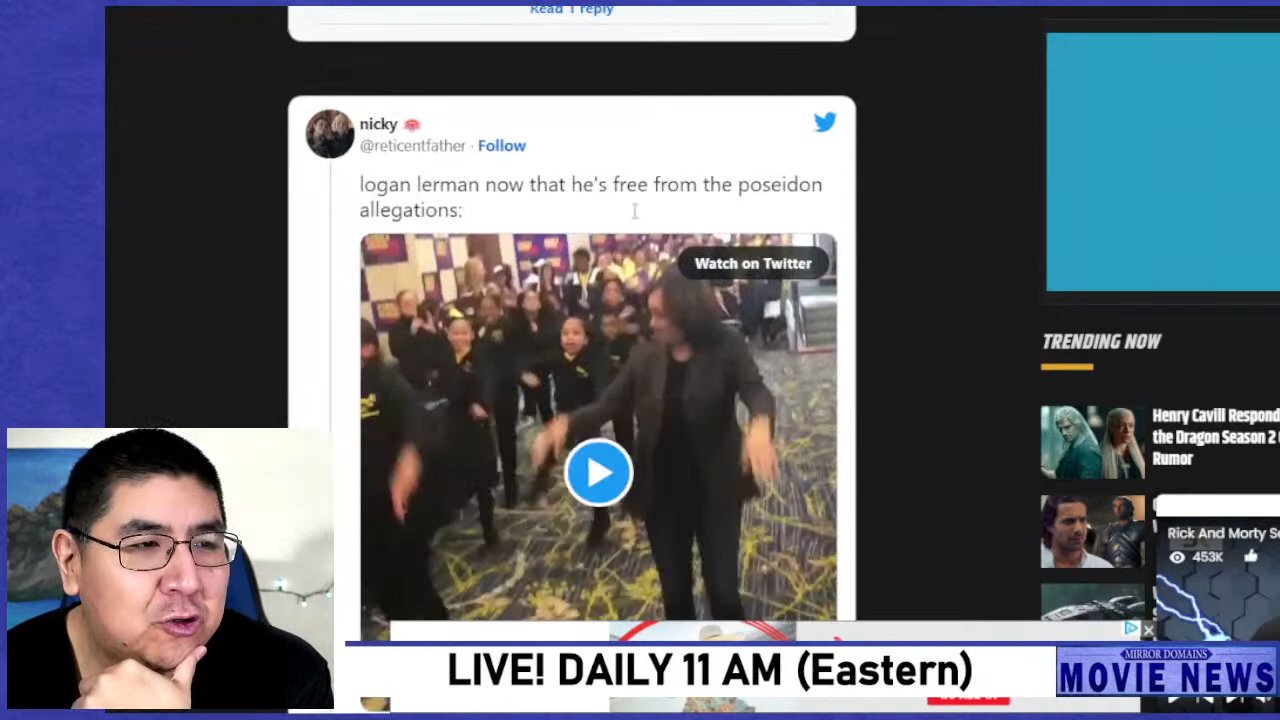 Read 1 reply
nicky
@reticentfather · Follow
logan lerman now that he's free from the poseidon
allegations:
Watch on Twitter
TRENDING NOW
Henry Cavill Respond
the Dragon Season 2
Rumor
Rick And Morty Se
453K
LIVE! DAILY 11 AM (Eastern)
MIRROR DOMAINS
MOVIE NEWS